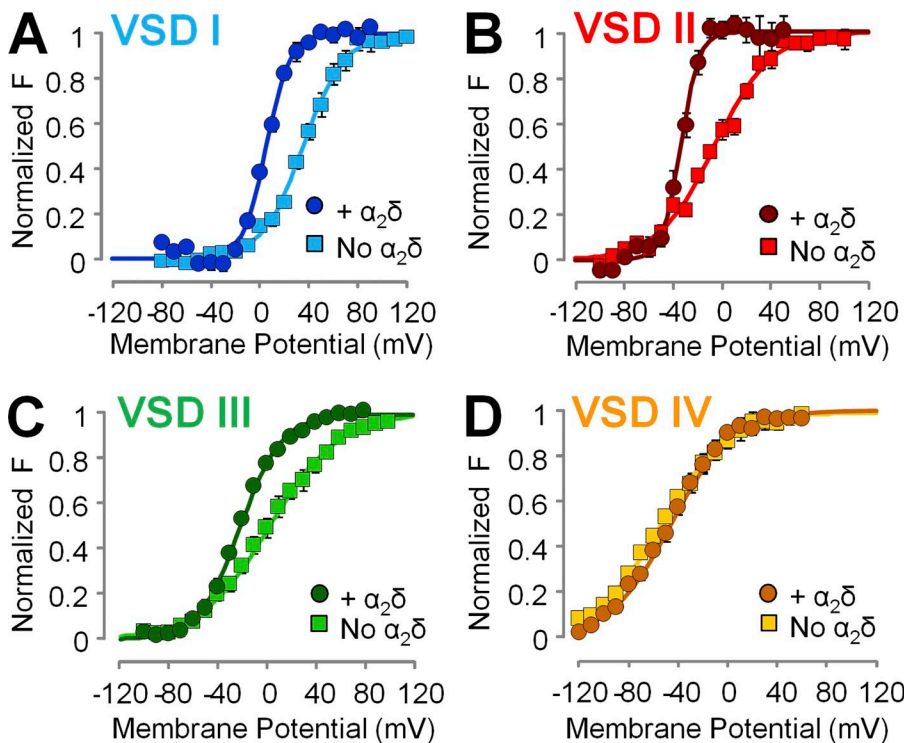 A VSD I
Normalized F
1
0.8
0.6
0.4
0.2
0
+ α₂δ
No α₂δ
-120 -80 -40 0 40 80 120
Membrane Potential (mV)
B VSD II
Normalized F
1
0.8
0.6
0.4
0.2
0
+ α₂δ
No α₂δ
-120 -80 -40 0 40 80 120
Membrane Potential (mV)
C VSD III
Normalized F
1
0.8
0.6
0.4
0.2
0
+ α₂δ
No α₂δ
-120 -80 -40 0 40 80 120
Membrane Potential (mV)
D VSD IV
Normalized F
1
0.8
0.6
0.4
0.2
0
+ α₂δ
No α₂δ
-120 -80 -40 0 40 80 120
Membrane Potential (mV)